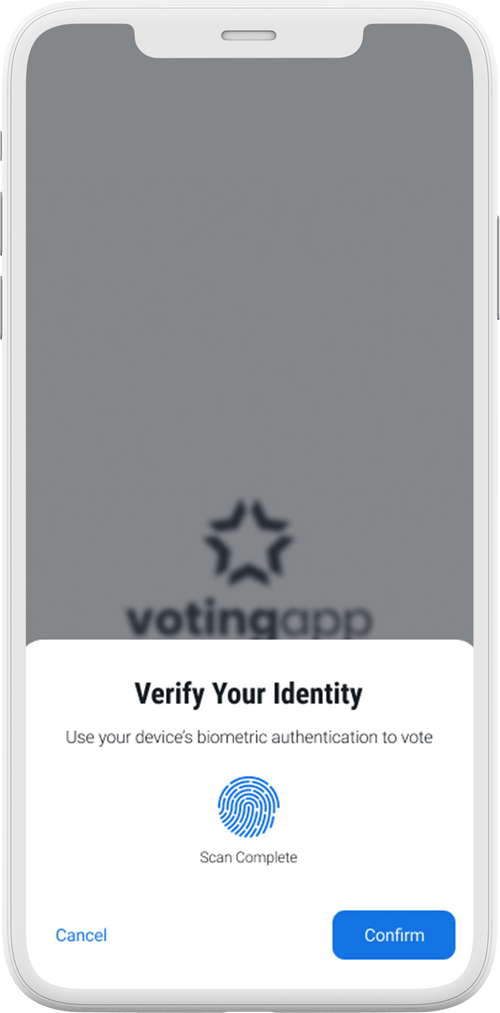 votingapp
Verify Your Identity
Use your device's biometric authentication to vote
Scan Complete
Cancel
Confirm